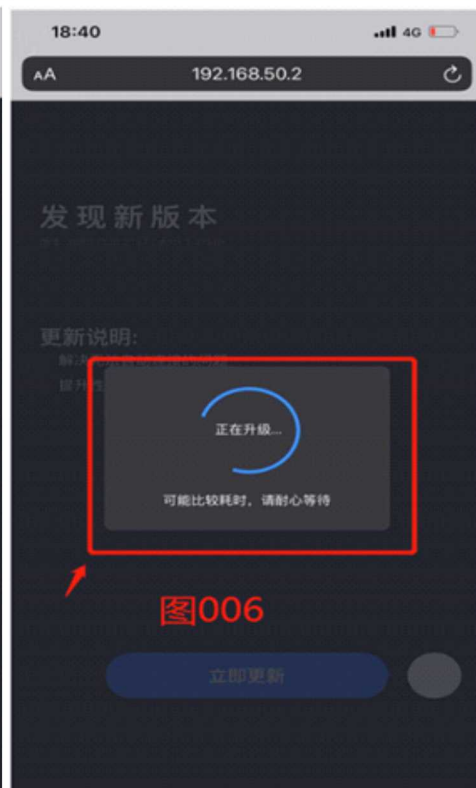 18:40
4G
AA
192.168.50.2
发现新版本
更新说明:
正在升级...
可能比较耗时，请耐心等待
图006
立即更新